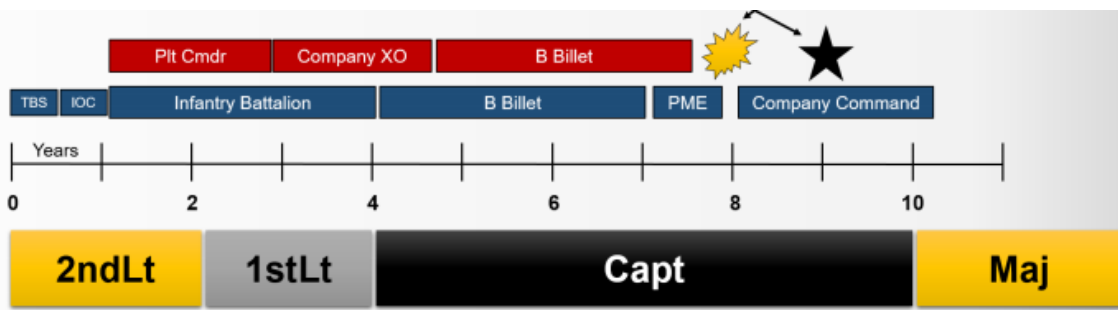 Plt Cmdr Company XO B Billet
TBS IOC Infantry Battalion B Billet PME Company Command
Years
0 2 4 6 8 10
2ndLt 1stLt Capt Maj